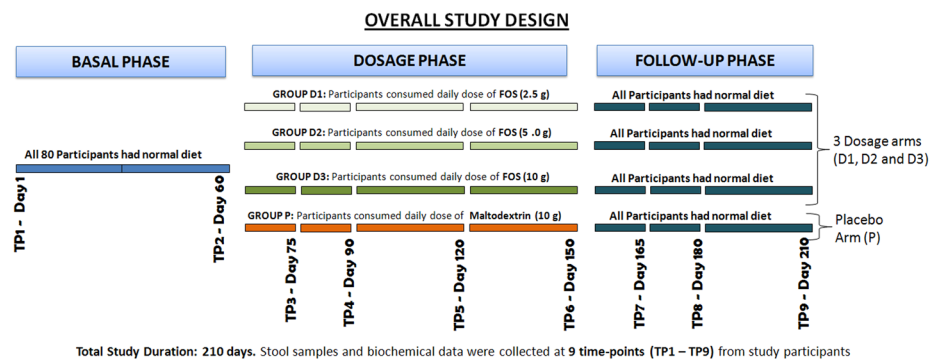 OVERALL STUDY DESIGN
BASAL PHASE
DOSAGE PHASE
FOLLOW-UP PHASE
GROUP D1: Participants consumed daily dose of FOS (2.5 g)
All Participants had normal diet
GROUP D2: Participants consumed daily dose of FOS (5 .0 g)
All Participants had normal diet
3 Dosage arms
(D1, D2 and D3)
All 80 Participants had normal diet
GROUP D3: Participants consumed daily dose of FOS (10 g)
All Participants had normal diet
GROUP P: Participants consumed daily dose of Maltodextrin (10 g)
All Participants had normal diet
Placebo
Arm (P)
TP1 - Day 1
TP2 - Day 60
TP3 - Day 75
TP4 - Day 90
TP5 - Day 120
TP6 - Day 150
TP7 - Day 165
TP8 - Day 180
TP9 - Day 210
Total Study Duration: 210 days. Stool samples and biochemical data were collected at 9 time-points (TP1 – TP9) from study participants